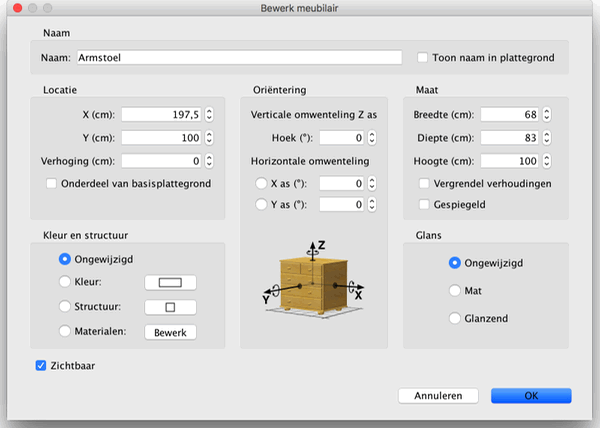 Bewerk meubilair
Naam
Naam: Armstoel
Toon naam in plattegrond
Locatie
X (cm): 197,5
Y (cm): 100
Verhoging (cm): 0
Onderdeel van basisplattegrond
Oriëntering
Verticale omwenteling Z as
Hoek (°): 0
Horizontale omwenteling
X as (°): 0
Y as (°): 0
Maat
Breedte (cm): 68
Diepte (cm): 83
Hoogte (cm): 100
Vergrendel verhoudingen
Gespiegeld
Kleur en structuur
Ongewijzigd
Kleur:
Structuur:
Materialen: Bewerk
Z
Y
X
Glans
Ongewijzigd
Mat
Glanzend
Zichtbaar
Annuleren
OK